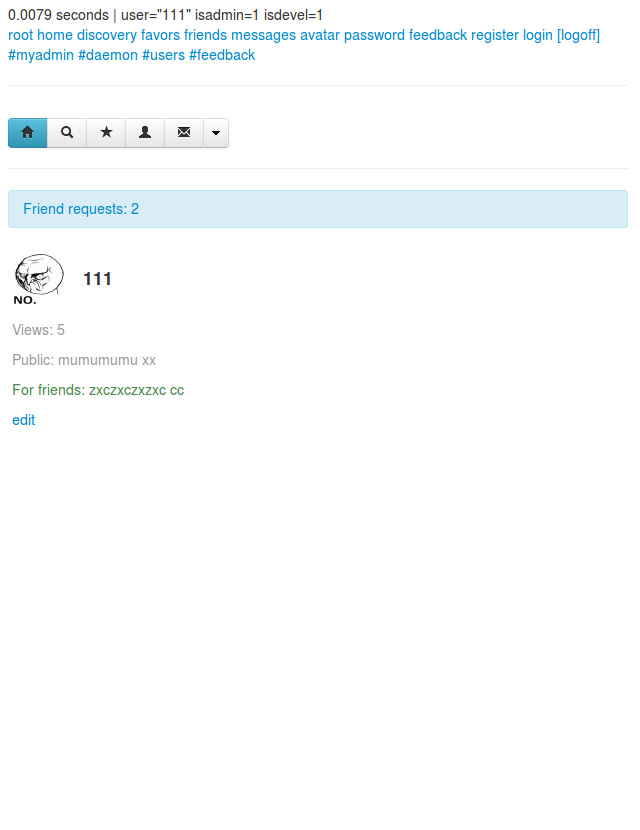 0.0079 seconds | user="111" isadmin=1 isdevel=1
root home discovery favors friends messages avatar password feedback register login [logoff]
#myadmin #daemon #users #feedback
Friend requests: 2
NO.
111
Views: 5
Public: mumumumu xx
For friends: zxczxczxzxc cc
edit